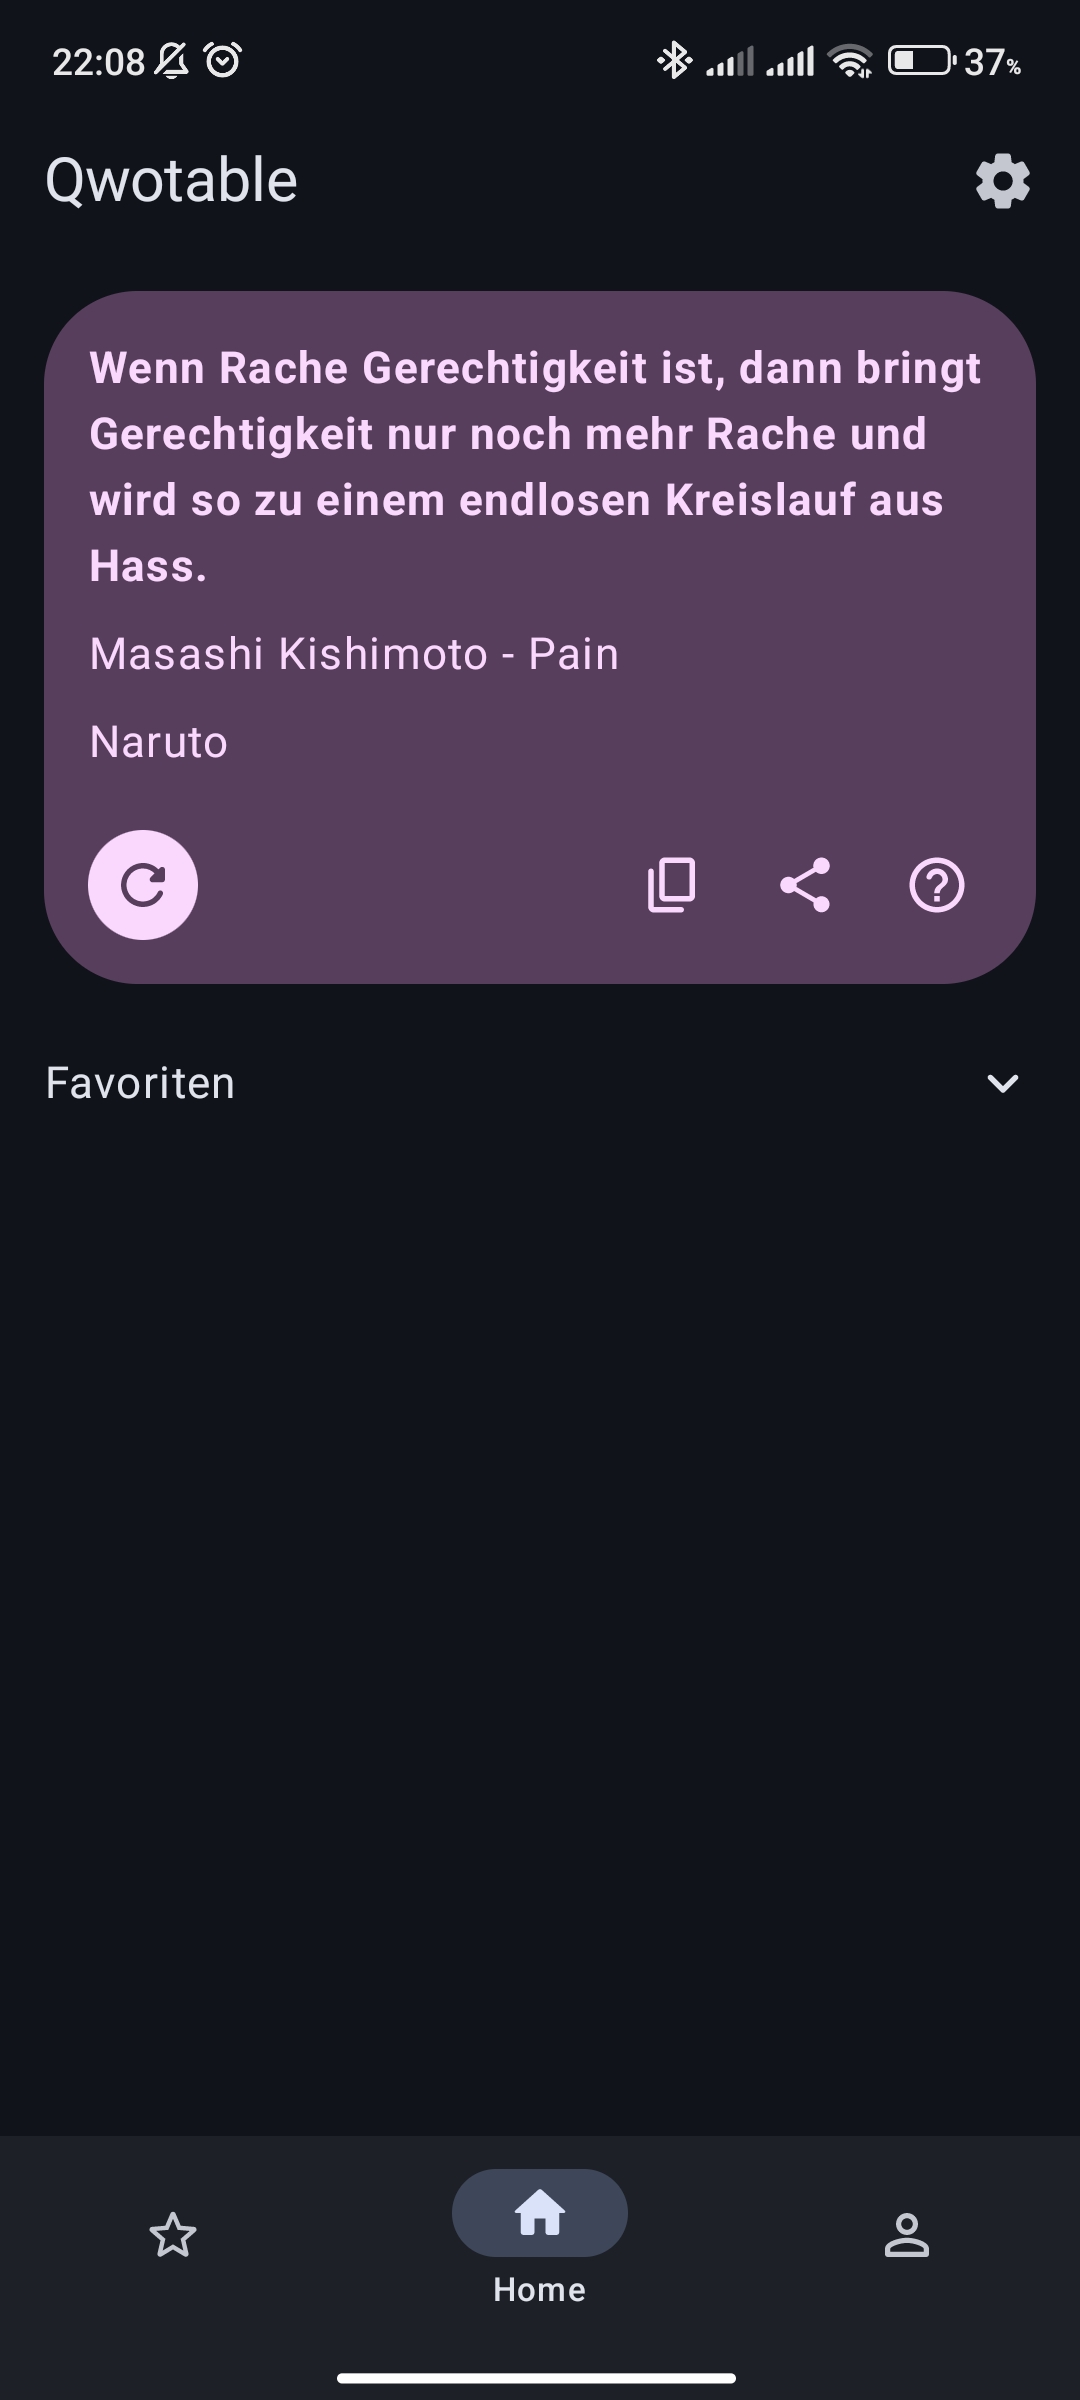 22:08
37%
Qwotable
Wenn Rache Gerechtigkeit ist, dann bringt
Gerechtigkeit nur noch mehr Rache und
wird so zu einem endlosen Kreislauf aus
Hass.
Masashi Kishimoto - Pain
Naruto
Favoriten
Home